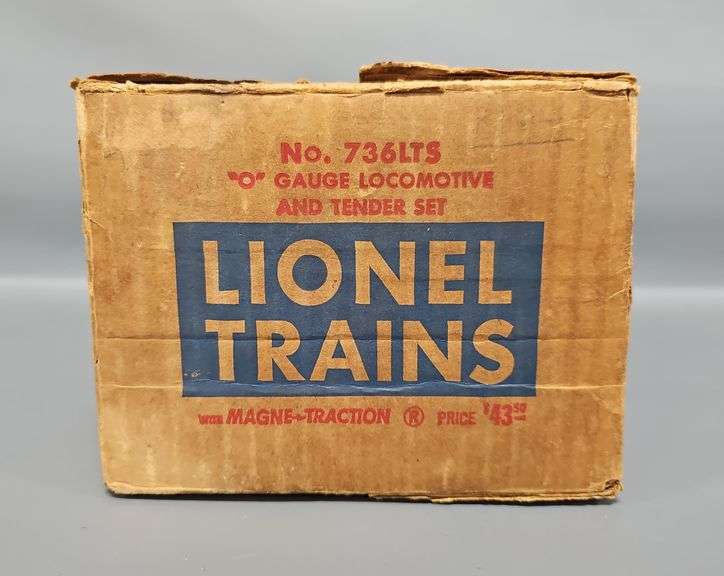 No. 736LTS
"O" GAUGE LOCOMOTIVE
AND TENDER SET
LIONEL
TRAINS
WITH MAGNE-TRACTION ® PRICE $43.50